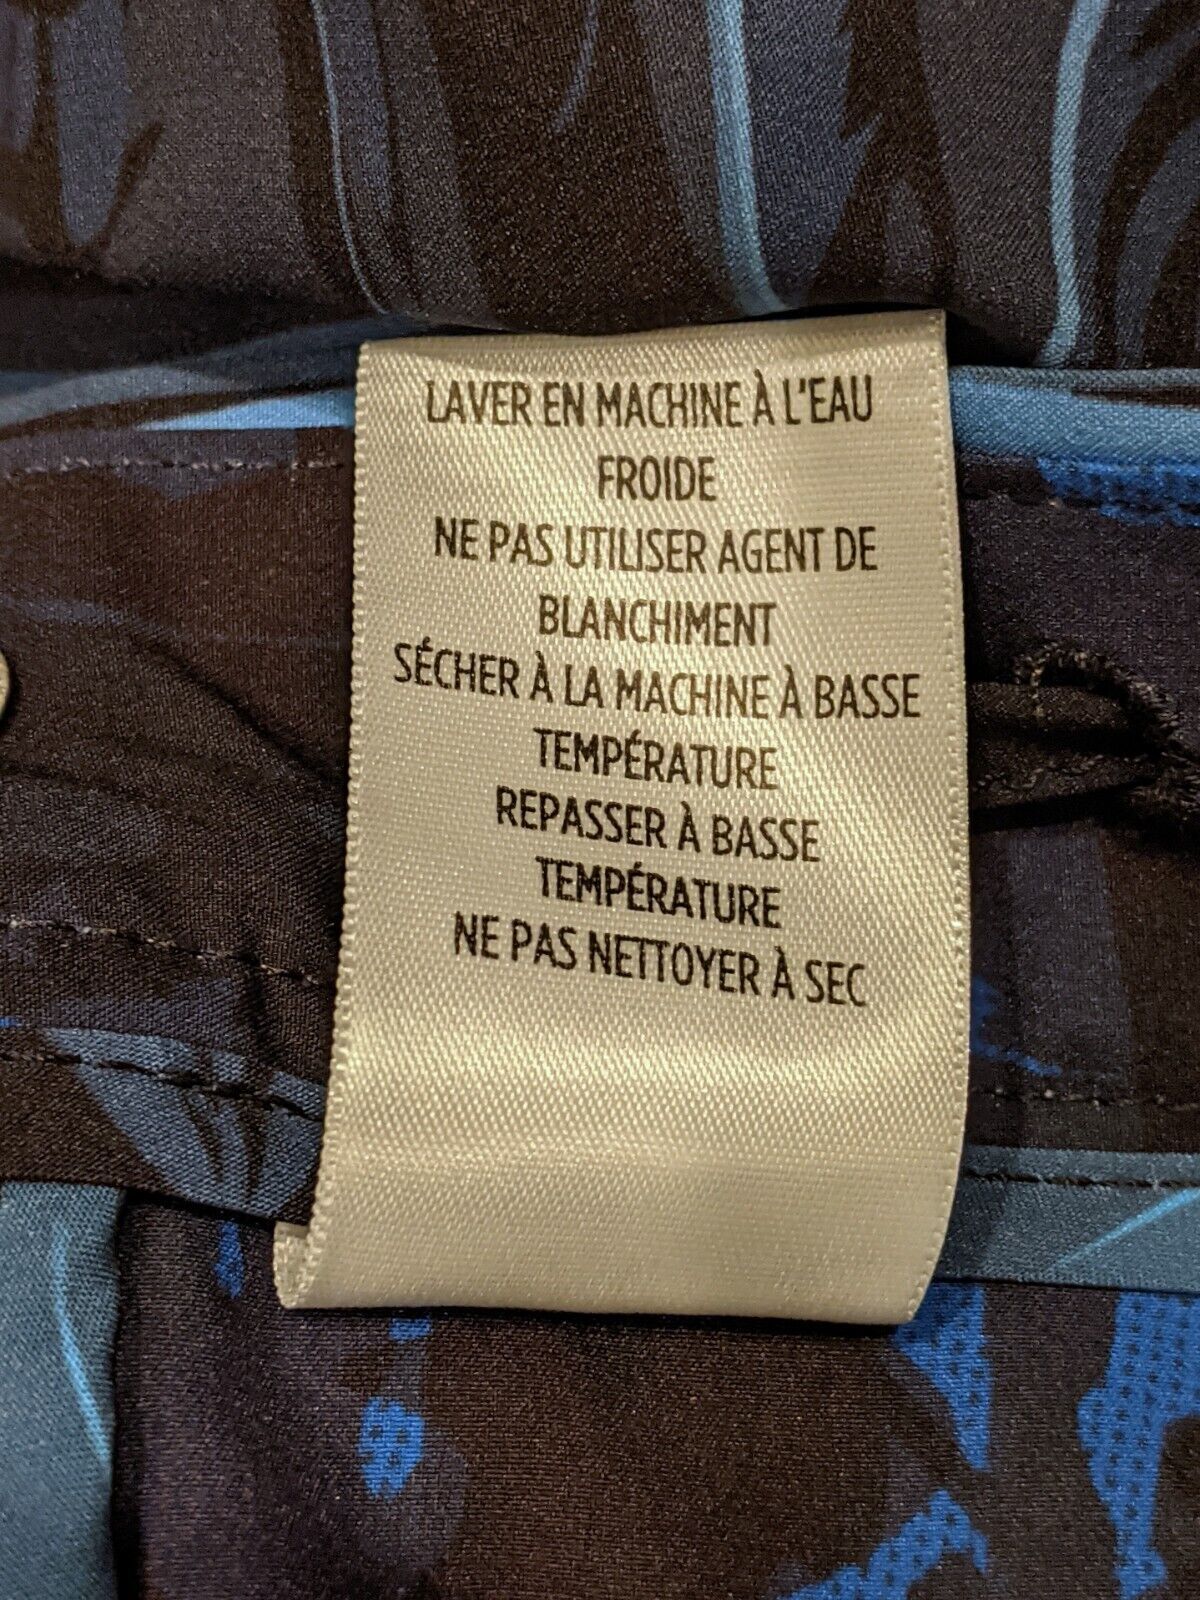 LAVER EN MACHINE À L'EAU
FROIDE
NE PAS UTILISER AGENT DE
BLANCHIMENT
SÉCHER À LA MACHINE À BASSE
TEMPÉRATURE
REPASSER À BASSE
TEMPÉRATURE
NE PAS NETTOYER À SEC